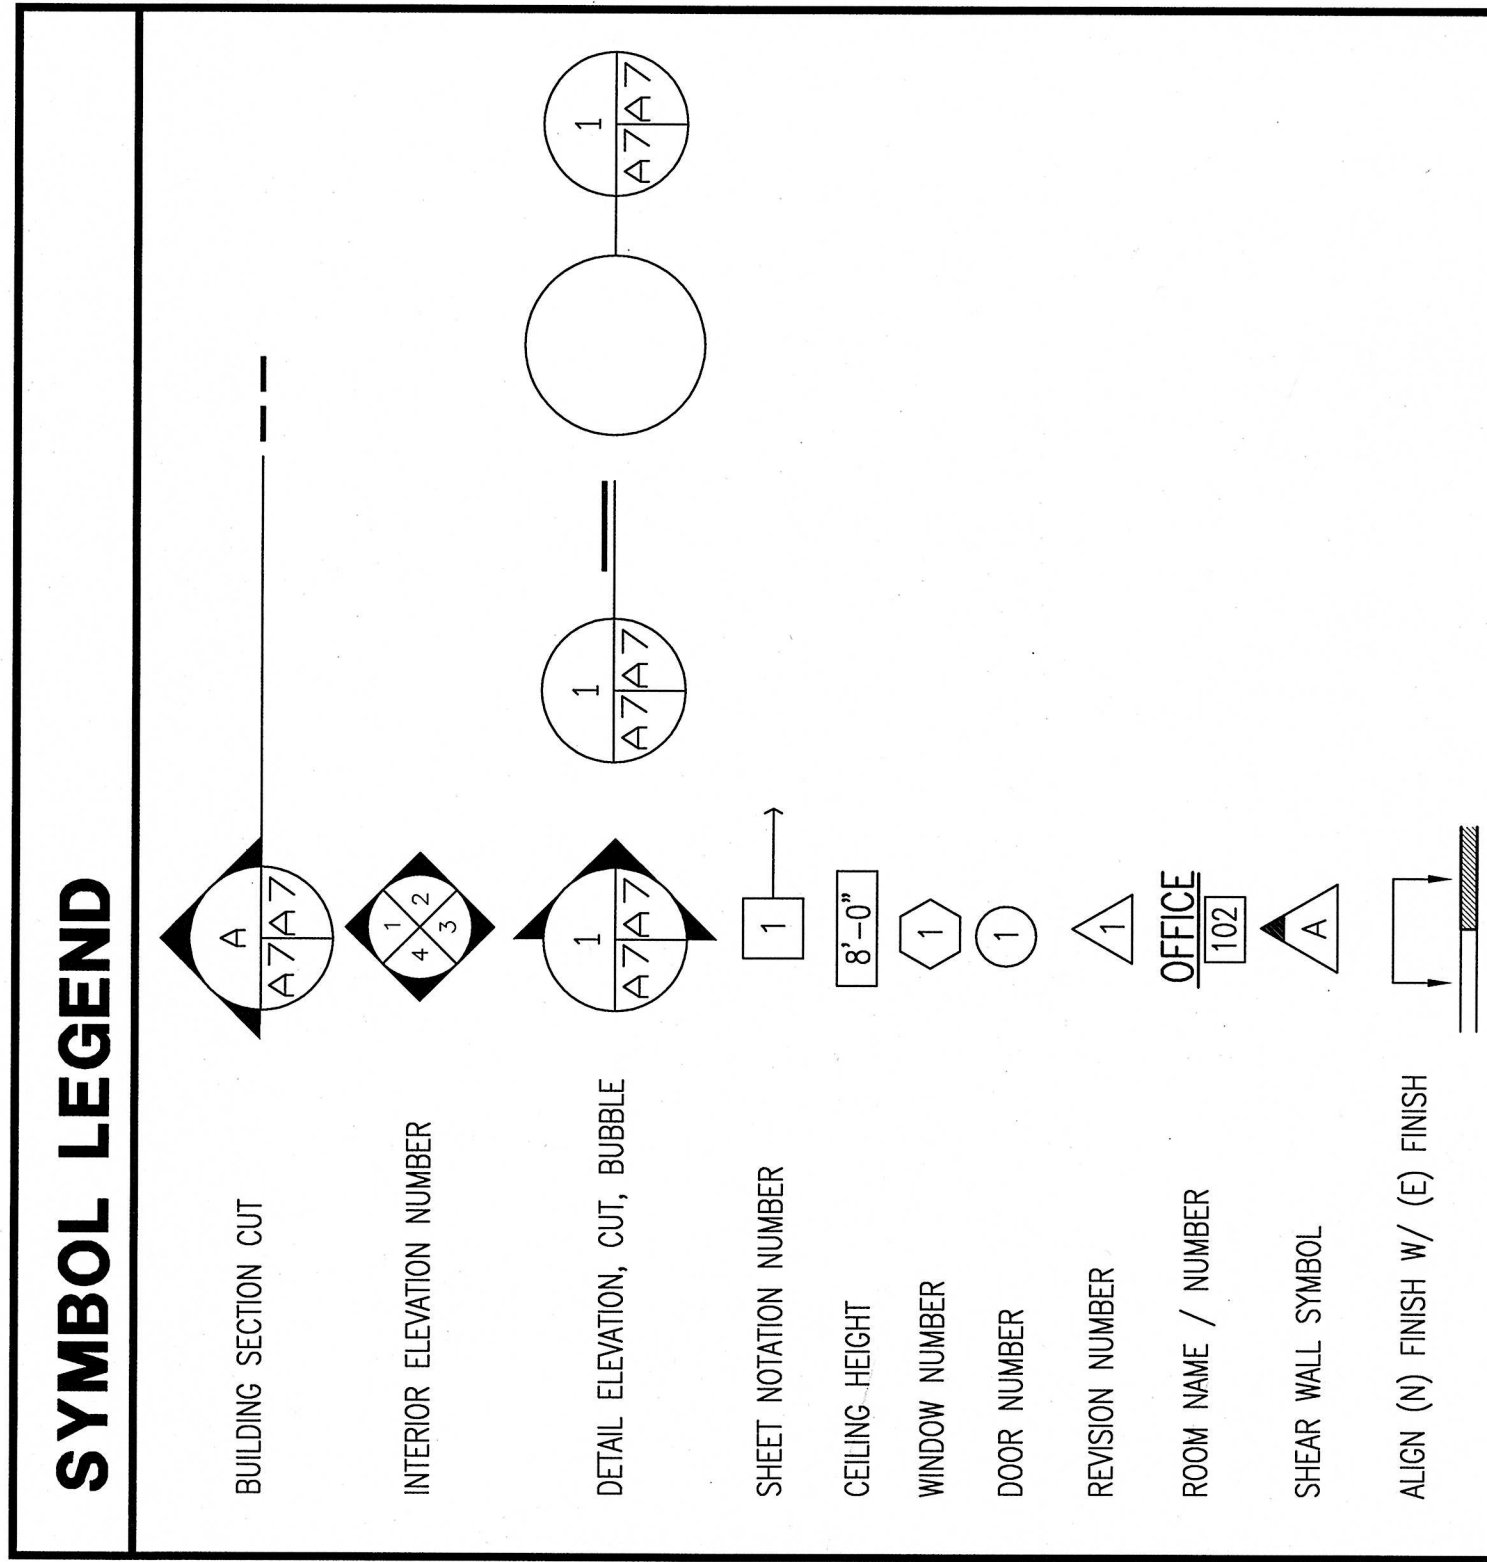 SYMBOL LEGEND
BUILDING SECTION CUT
A
A7 A7
INTERIOR ELEVATION NUMBER
1
4 2
3
DETAIL ELEVATION, CUT, BUBBLE
1
A7 A7
1
A7 A7
1
A7 A7
SHEET NOTATION NUMBER
1
CEILING HEIGHT
8'-0"
WINDOW NUMBER
1
DOOR NUMBER
1
REVISION NUMBER
1
ROOM NAME / NUMBER
OFFICE
102
SHEAR WALL SYMBOL
A
ALIGN (N) FINISH W/ (E) FINISH